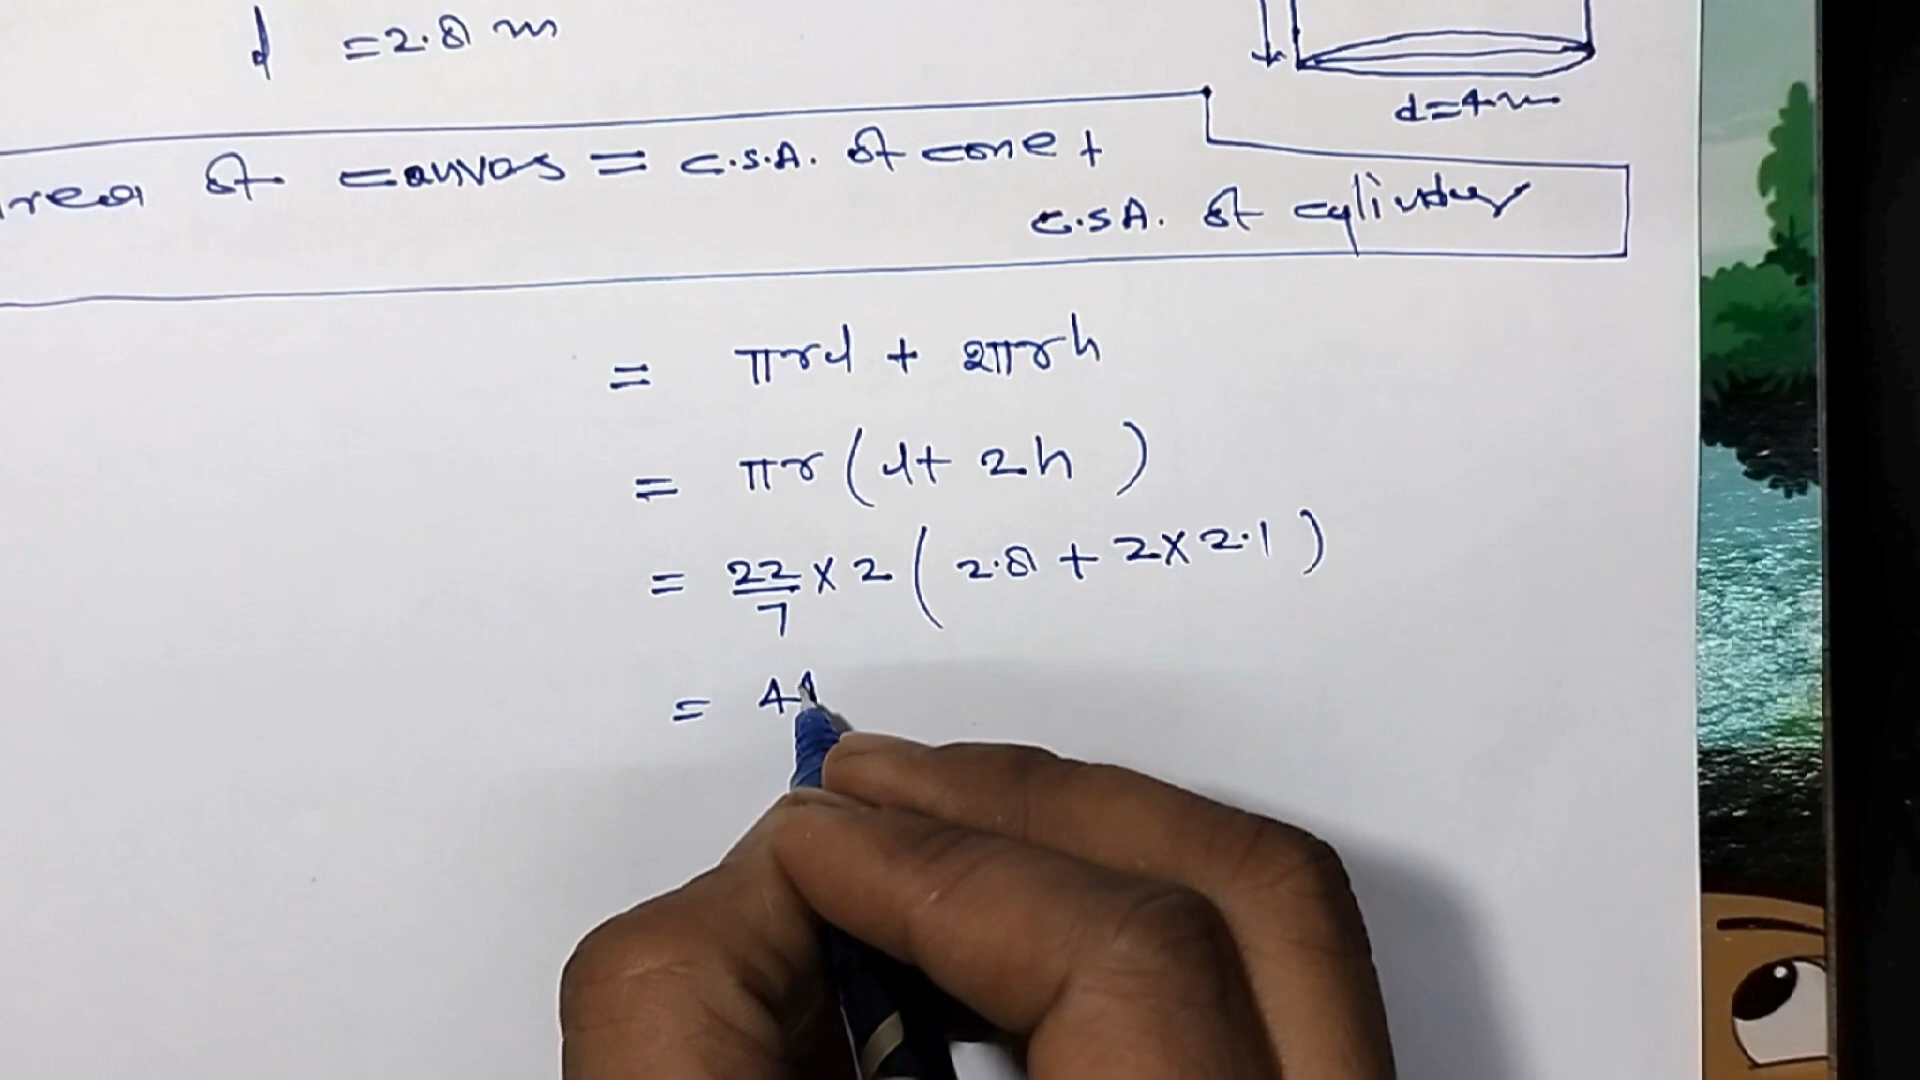 l = 2.8 m
d = 4 m
rea of canvas = c.s.A. of cone +
c.s.A. of cylinder
= πrl + 2πrh
= πr ( l + 2h )
= 22/7 × 2 ( 2.8 + 2 × 2.1 )
= 44